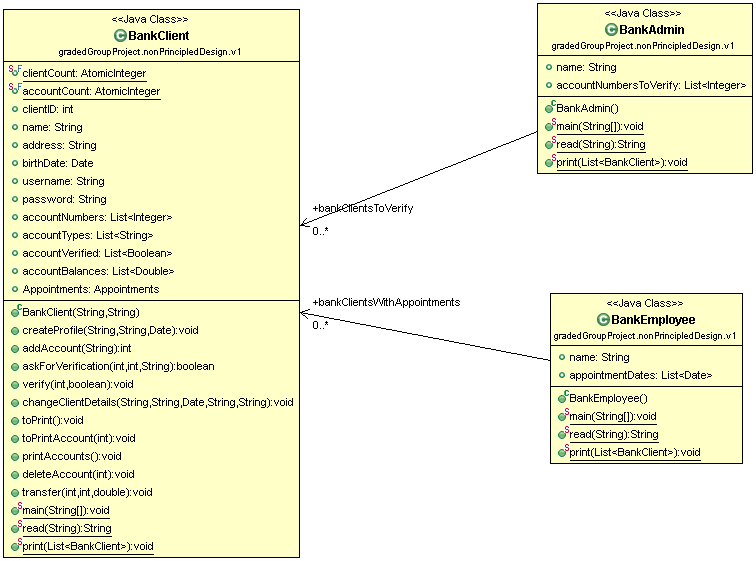 <<Java Class>>
BankClient
gradedGroupProject.nonPrincipledDesign.v1
clientCount: AtomicInteger
accountCount: AtomicInteger
clientID: int
name: String
address: String
birthDate: Date
username: String
password: String
accountNumbers: List<Integer>
accountTypes: List<String>
accountVerified: List<Boolean>
accountBalances: List<Double>
Appointments: Appointments
BankClient(String,String)
createProfile(String,String,Date):void
addAccount(String):int
askForVerification(int,int,String):boolean
verify(int,boolean):void
changeClientDetails(String,String,Date,String,String):void
toPrint():void
toPrintAccount(int):void
printAccounts():void
deleteAccount(int):void
transfer(int,int,double):void
main(String[]):void
read(String):String
print(List<BankClient>):void
+bankClientsToVerify
0..*
+bankClientsWithAppointments
0..*
<<Java Class>>
BankAdmin
gradedGroupProject.nonPrincipledDesign.v1
name: String
accountNumbersToVerify: List<Integer>
BankAdmin()
main(String[]):void
read(String):String
print(List<BankClient>):void
<<Java Class>>
BankEmployee
gradedGroupProject.nonPrincipledDesign.v1
name: String
appointmentDates: List<Date>
BankEmployee()
main(String[]):void
read(String):String
print(List<BankClient>):void